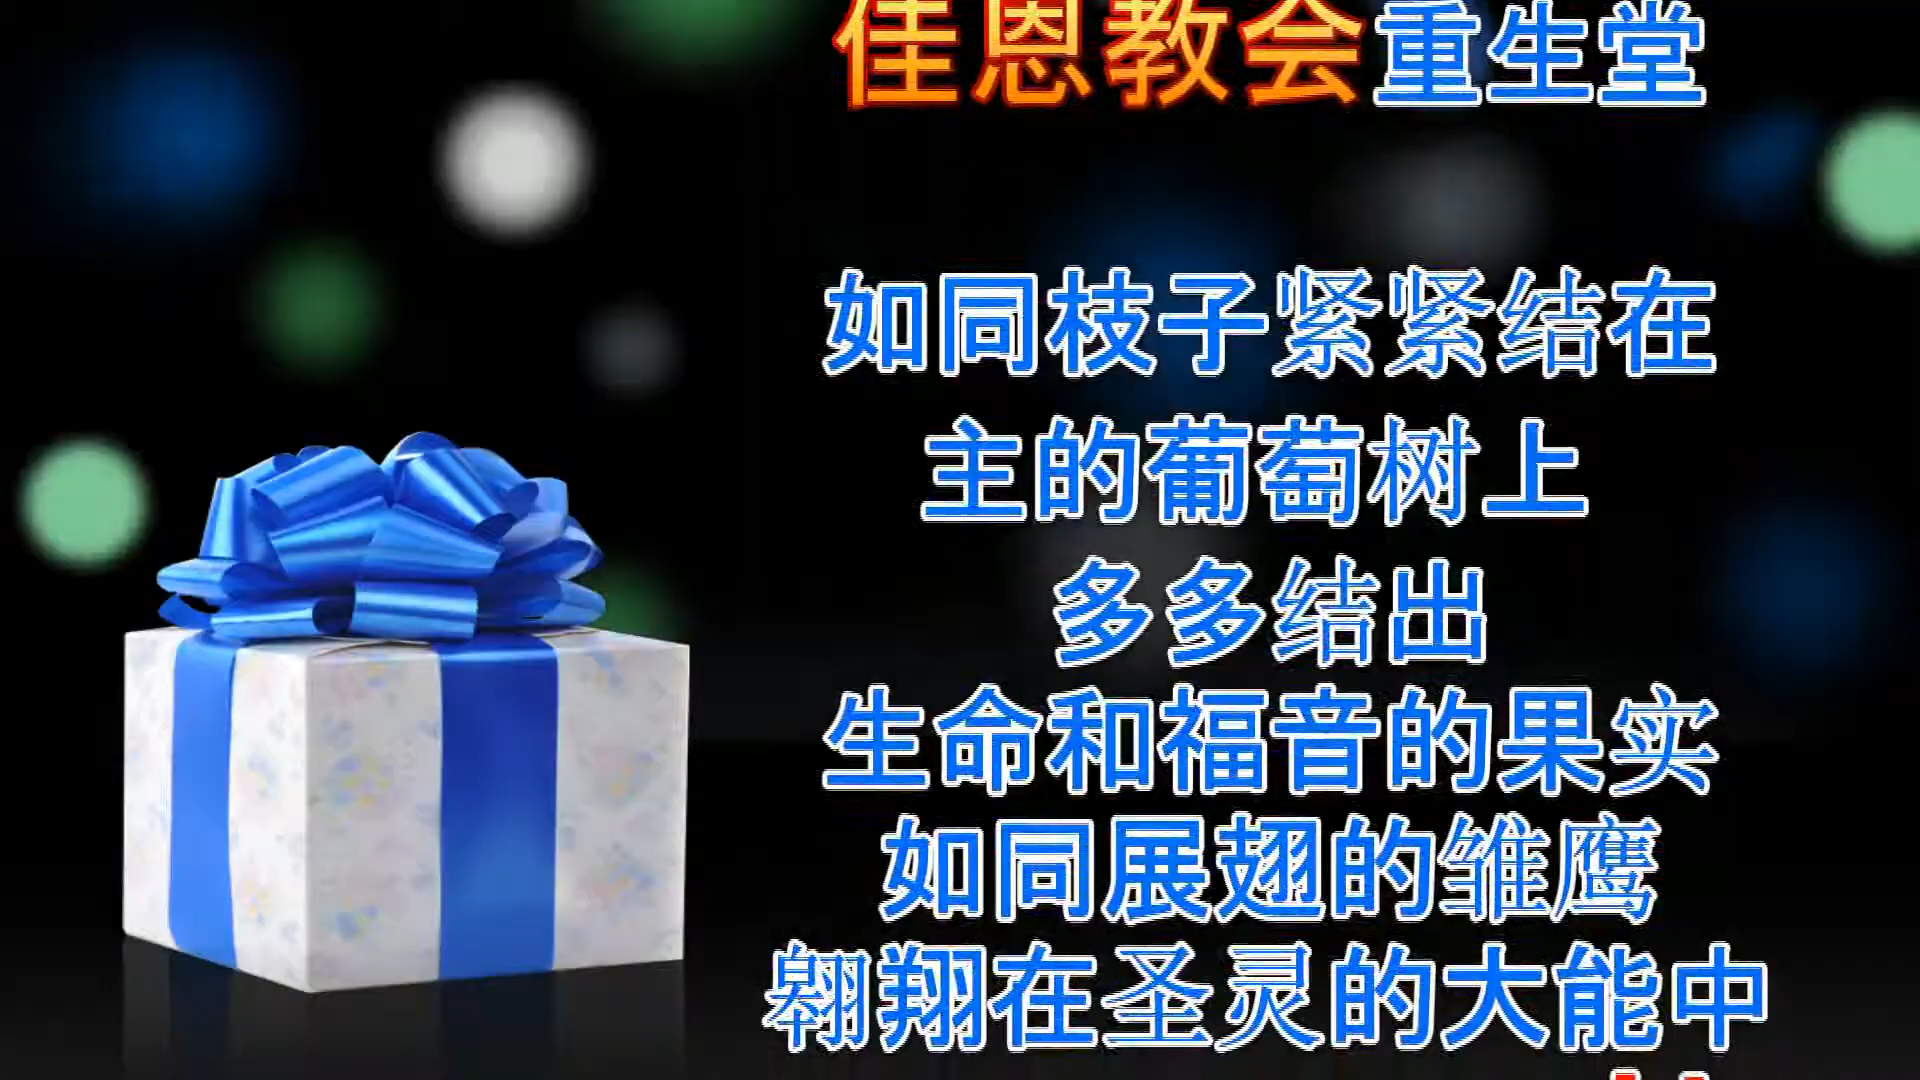 佳恩教会重生堂
如同枝子紧紧结在
主的葡萄树上
多多结出
生命和福音的果实
如同展翅的雏鹰
翱翔在圣灵的大能中